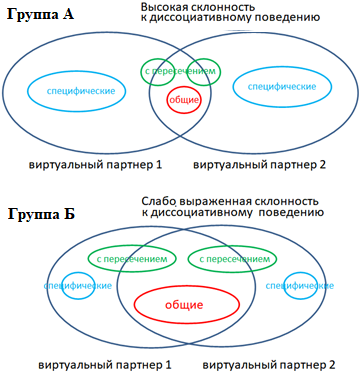 Группа А
Высокая склонность
к диссоциативному поведению
с пересечением
специфические
специфические
общие
виртуальный партнер 1
виртуальный партнер 2
Группа Б
Слабо выраженная склонность
к диссоциативному поведению
с пересечением
с пересечением
специфические
специфические
общие
виртуальный партнер 1
виртуальный партнер 2